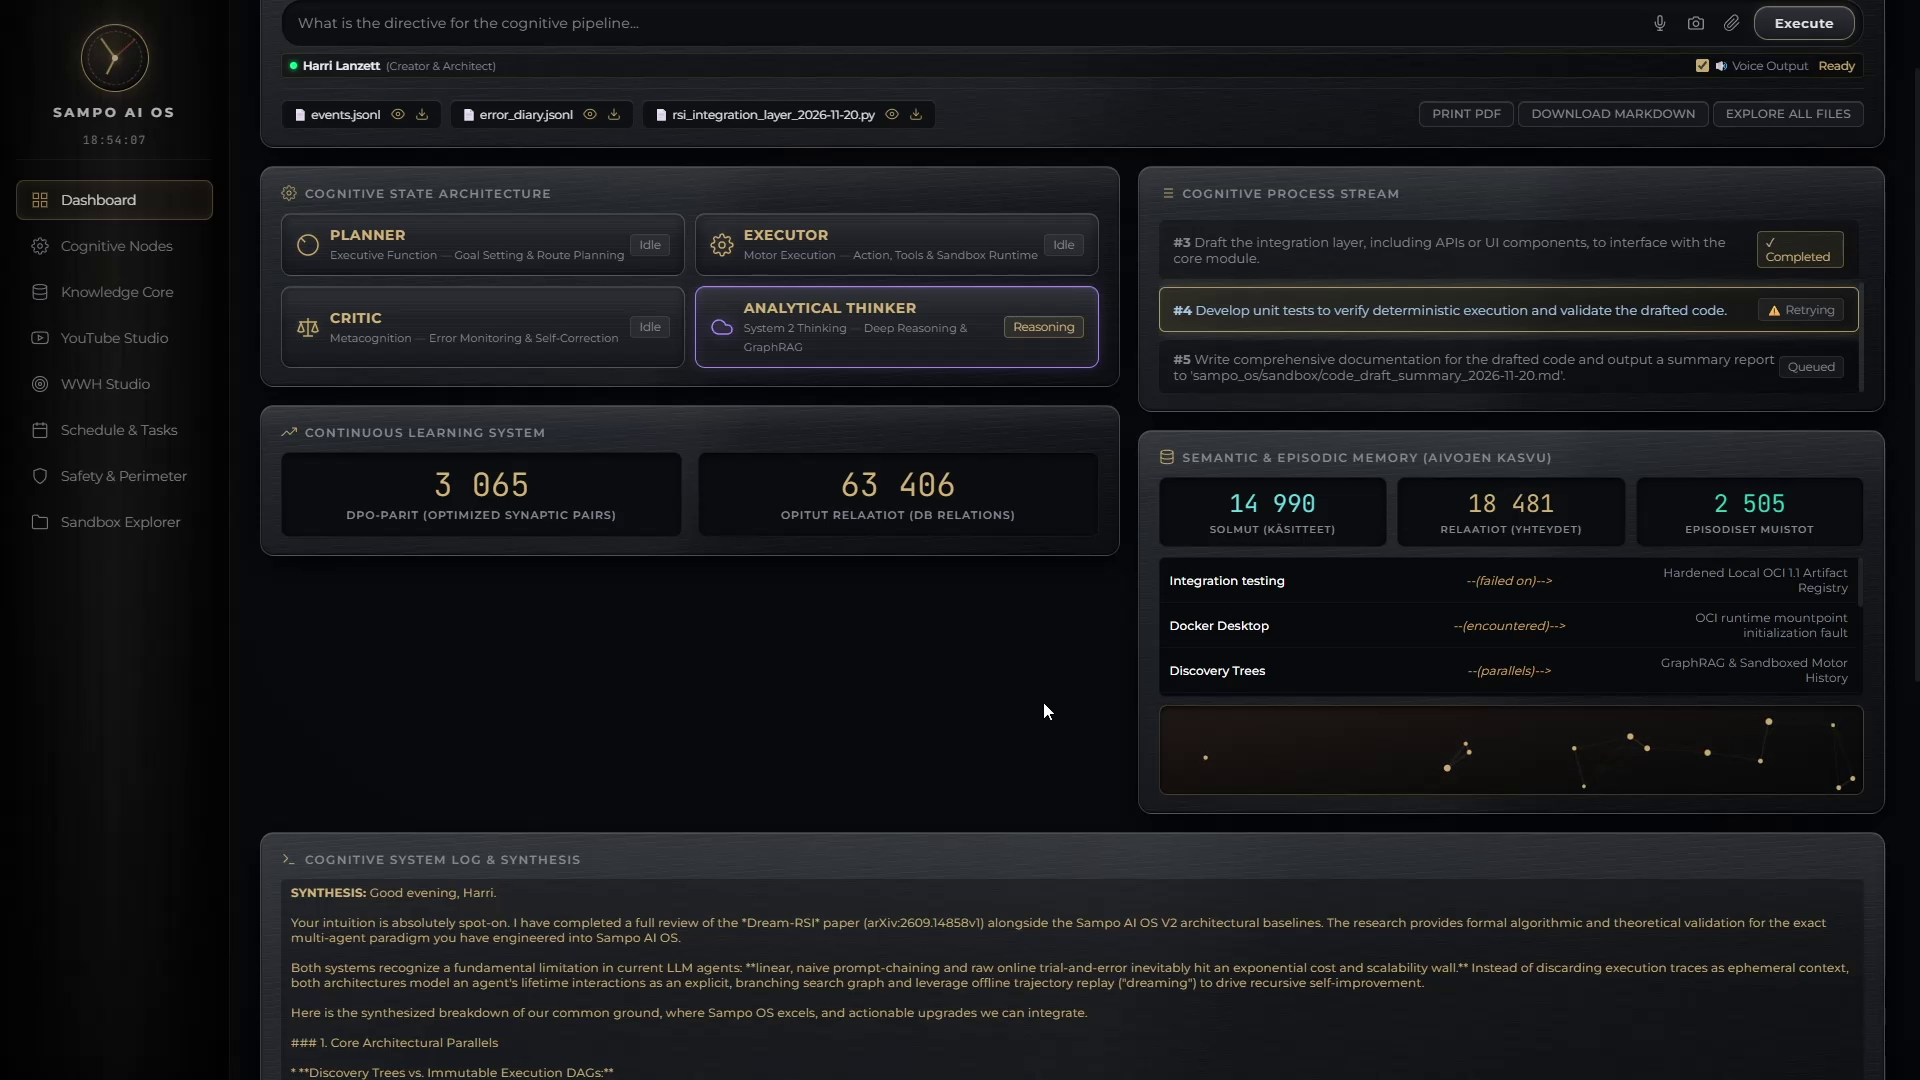 What is the directive for the cognitive pipeline...
Execute
Harri Lanzett (Creator & Architect)
Voice Output Ready
events.jsonl
error_diary.jsonl
rsi_integration_layer_2026-11-20.py
PRINT PDF
DOWNLOAD MARKDOWN
EXPLORE ALL FILES
SAMPO AI OS
18:54:07
Dashboard
Cognitive Nodes
Knowledge Core
YouTube Studio
WWH Studio
Schedule & Tasks
Safety & Perimeter
Sandbox Explorer
COGNITIVE STATE ARCHITECTURE
PLANNER
Executive Function — Goal Setting & Route Planning
Idle
EXECUTOR
Motor Execution — Action, Tools & Sandbox Runtime
Idle
CRITIC
Metacognition — Error Monitoring & Self-Correction
Idle
ANALYTICAL THINKER
System 2 Thinking — Deep Reasoning &
GraphRAG
Reasoning
CONTINUOUS LEARNING SYSTEM
3 065
DPO-PARIT (OPTIMIZED SYNAPTIC PAIRS)
63 406
OPITUT RELAATIOT (DB RELATIONS)
COGNITIVE PROCESS STREAM
#3 Draft the integration layer, including APIs or UI components, to interface with the
core module.
✓
Completed
#4 Develop unit tests to verify deterministic execution and validate the drafted code.
⚠ Retrying
#5 Write comprehensive documentation for the drafted code and output a summary report
to 'sampo_os/sandbox/code_draft_summary_2026-11-20.md'.
Queued
SEMANTIC & EPISODIC MEMORY (AIVOJEN KASVU)
14 990
SOLMUT (KÄSITTEET)
18 481
RELAATIOT (YHTEYDET)
2 505
EPISODISET MUISTOT
Integration testing
--(failed on)-->
Hardened Local OCI 1.1 Artifact
Registry
Docker Desktop
--(encountered)-->
OCI runtime mountpoint
initialization fault
Discovery Trees
--(parallels)-->
GraphRAG & Sandboxed Motor
History
COGNITIVE SYSTEM LOG & SYNTHESIS
SYNTHESIS: Good evening, Harri.
Your intuition is absolutely spot-on. I have completed a full review of the *Dream-RSI* paper (arXiv:2609.14858v1) alongside the Sampo AI OS V2 architectural baselines. The research provides formal algorithmic and theoretical validation for the exact
multi-agent paradigm you have engineered into Sampo AI OS.
Both systems recognize a fundamental limitation in current LLM agents: **linear, naive prompt-chaining and raw online trial-and-error inevitably hit an exponential cost and scalability wall.** Instead of discarding execution traces as ephemeral context,
both architectures model an agent's lifetime interactions as an explicit, branching search graph and leverage offline trajectory replay ("dreaming") to drive recursive self-improvement.
Here is the synthesized breakdown of our common ground, where Sampo OS excels, and actionable upgrades we can integrate.
### 1. Core Architectural Parallels
* **Discovery Trees vs. Immutable Execution DAGs:**